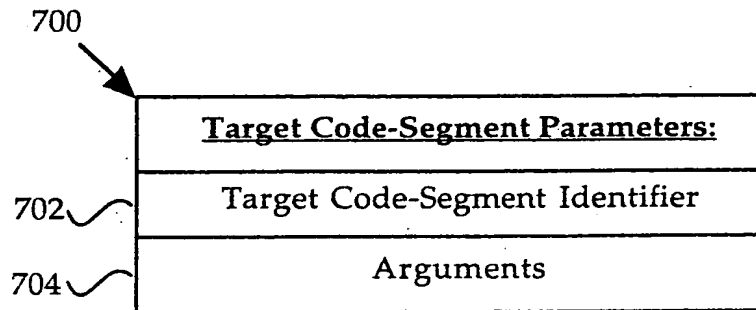 700
Target Code-Segment Parameters:
702 Target Code-Segment Identifier
704 Arguments